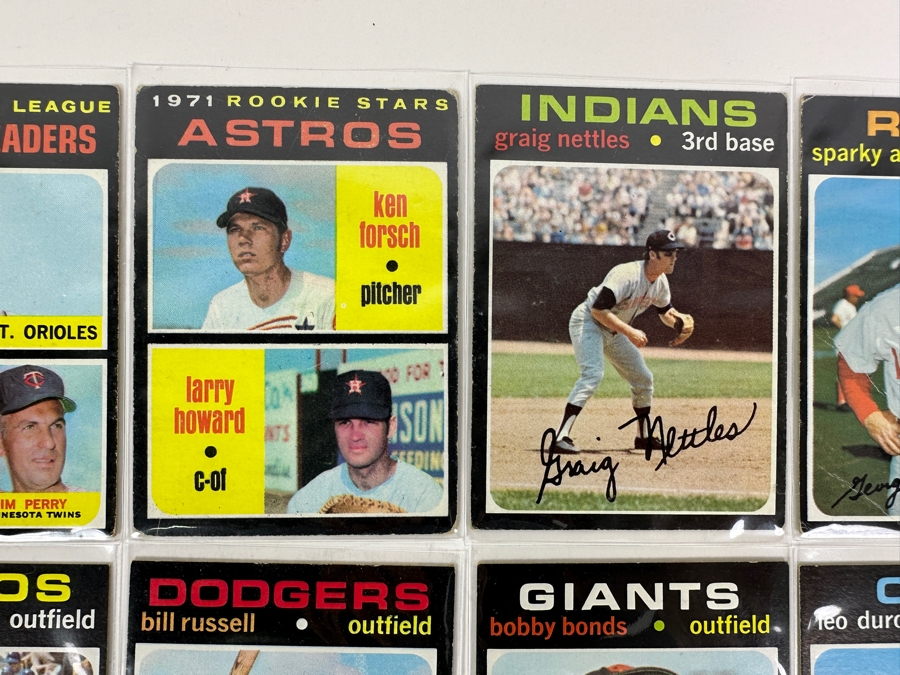 LEAGUE
ADERS
T. ORIOLES
IM PERRY
NESOTA TWINS
1971 ROOKIE STARS
ASTROS
ken
forsch
pitcher
larry
howard
c-of
INDIANS
graig nettles • 3rd base
Graig Nettles
R
sparky a
Georg
OS
outfield
DODGERS
bill russell • outfield
GIANTS
bobby bonds • outfield
leo durc